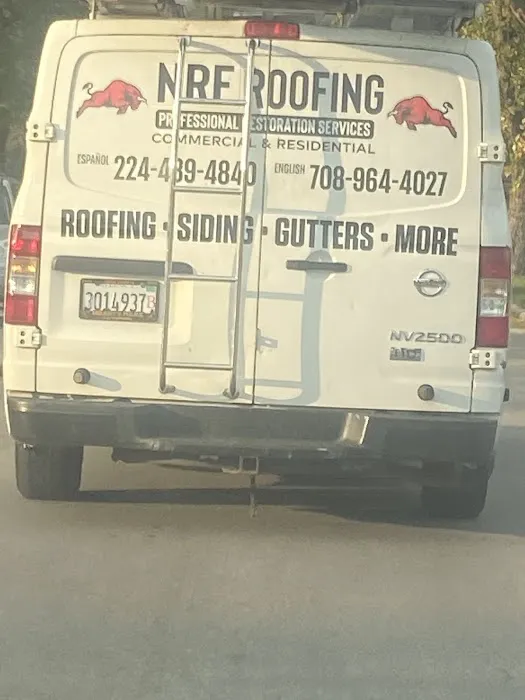 NRF ROOFING
PROFESSIONAL RESTORATION SERVICES
COMMERCIAL & RESIDENTIAL
ESPAÑOL 224-489-4840 ENGLISH 708-964-4027
ROOFING · SIDING · GUTTERS · MORE
3014937B
NISSAN
NV2500